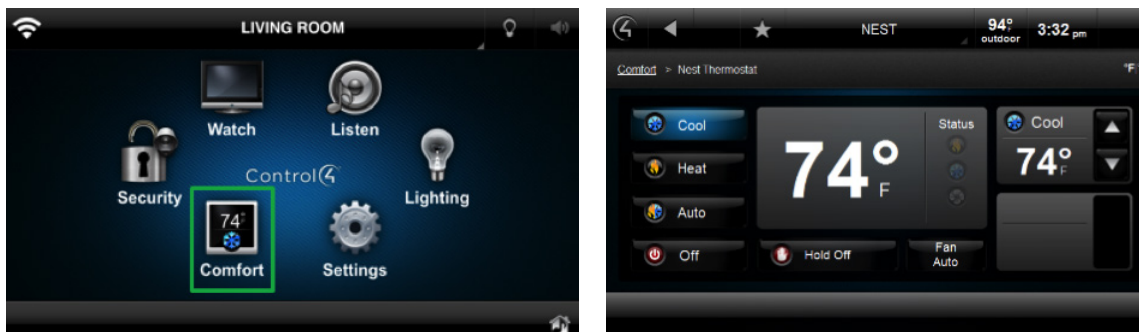 LIVING ROOM
Watch
Listen
Security
Control4
Lighting
74°F
Comfort
Settings
NEST
94°F
outdoor
3:32 pm
Comfort > Nest Thermostat
°F
Cool
Heat
Auto
Off
74°F
Status
Cool
74°F
Hold Off
Fan
Auto